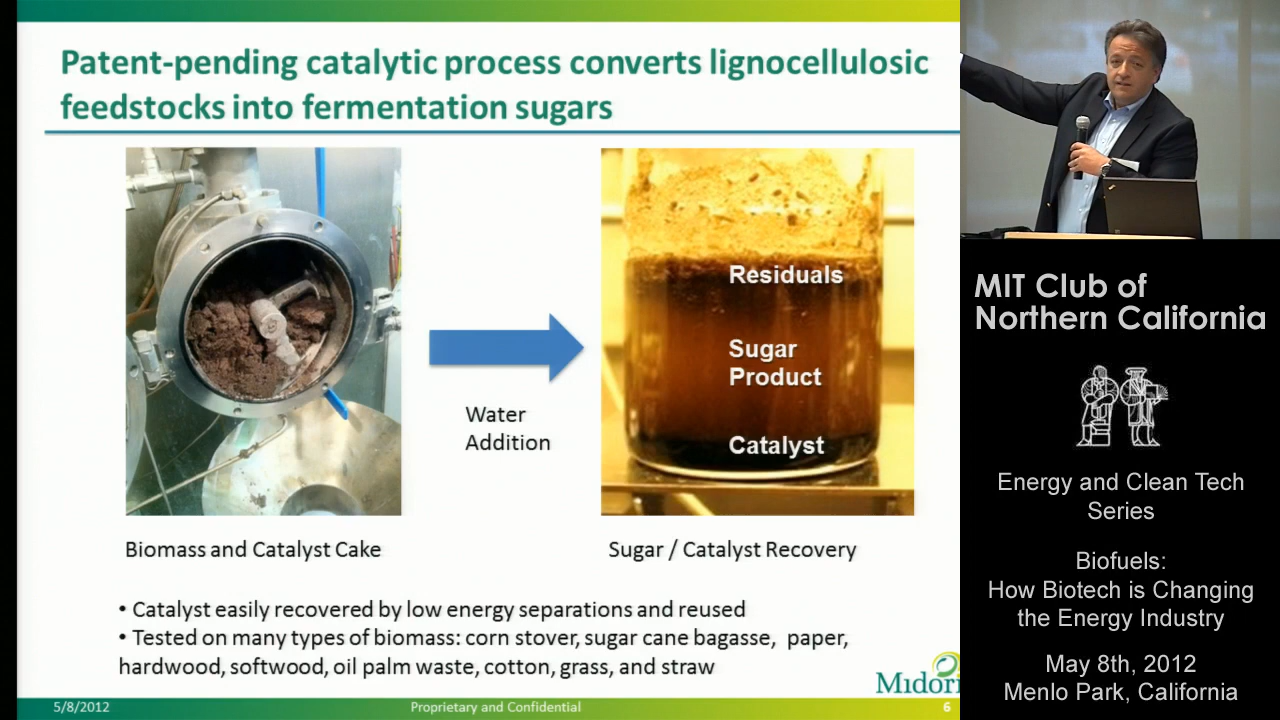 Patent-pending catalytic process converts lignocellulosic
feedstocks into fermentation sugars
Residuals
Sugar
Product
Catalyst
Water
Addition
Biomass and Catalyst Cake
Sugar / Catalyst Recovery
• Catalyst easily recovered by low energy separations and reused
• Tested on many types of biomass: corn stover, sugar cane bagasse, paper,
hardwood, softwood, oil palm waste, cotton, grass, and straw
Midori
5/8/2012
Proprietary and Confidential
6
MIT Club of
Northern California
Energy and Clean Tech
Series
Biofuels:
How Biotech is Changing
the Energy Industry
May 8th, 2012
Menlo Park, California